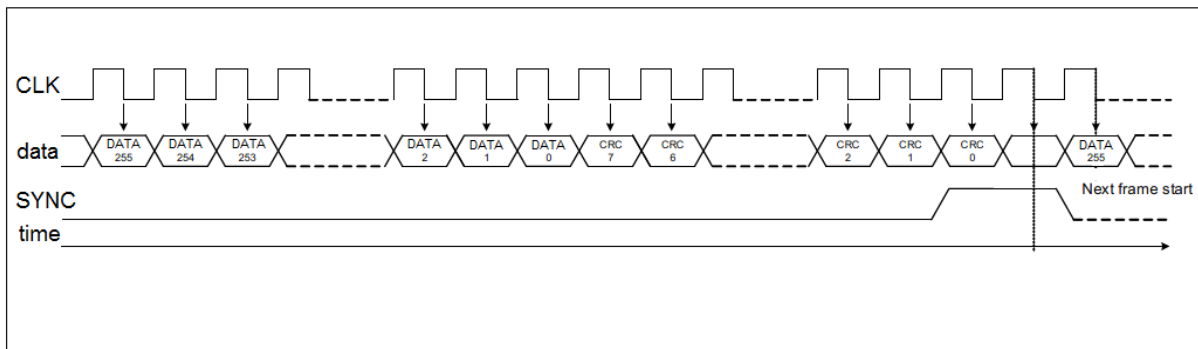 CLK
data
DATA
255
DATA
254
DATA
253
DATA
2
DATA
1
DATA
0
CRC
7
CRC
6
CRC
2
CRC
1
CRC
0
DATA
255
Next frame start
SYNC
time